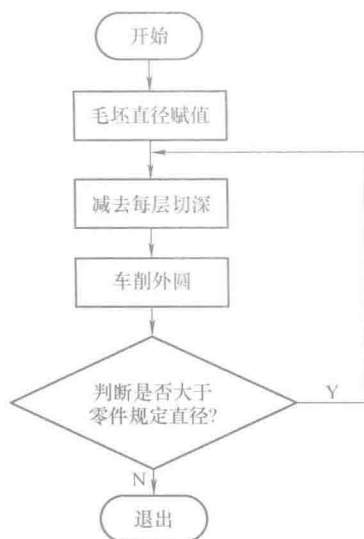 开始
毛坯直径赋值
减去每层切深
车削外圆
判断是否大于
零件规定直径?
Y
N
退出